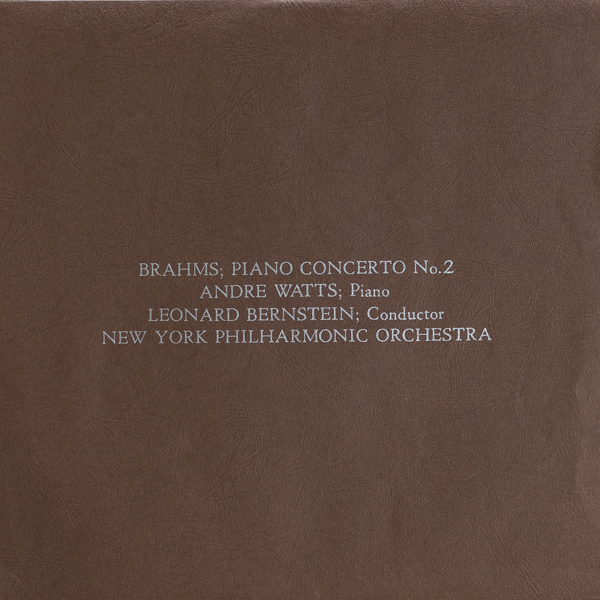 BRAHMS; PIANO CONCERTO No.2
ANDRE WATTS; Piano
LEONARD BERNSTEIN; Conductor
NEW YORK PHILHARMONIC ORCHESTRA